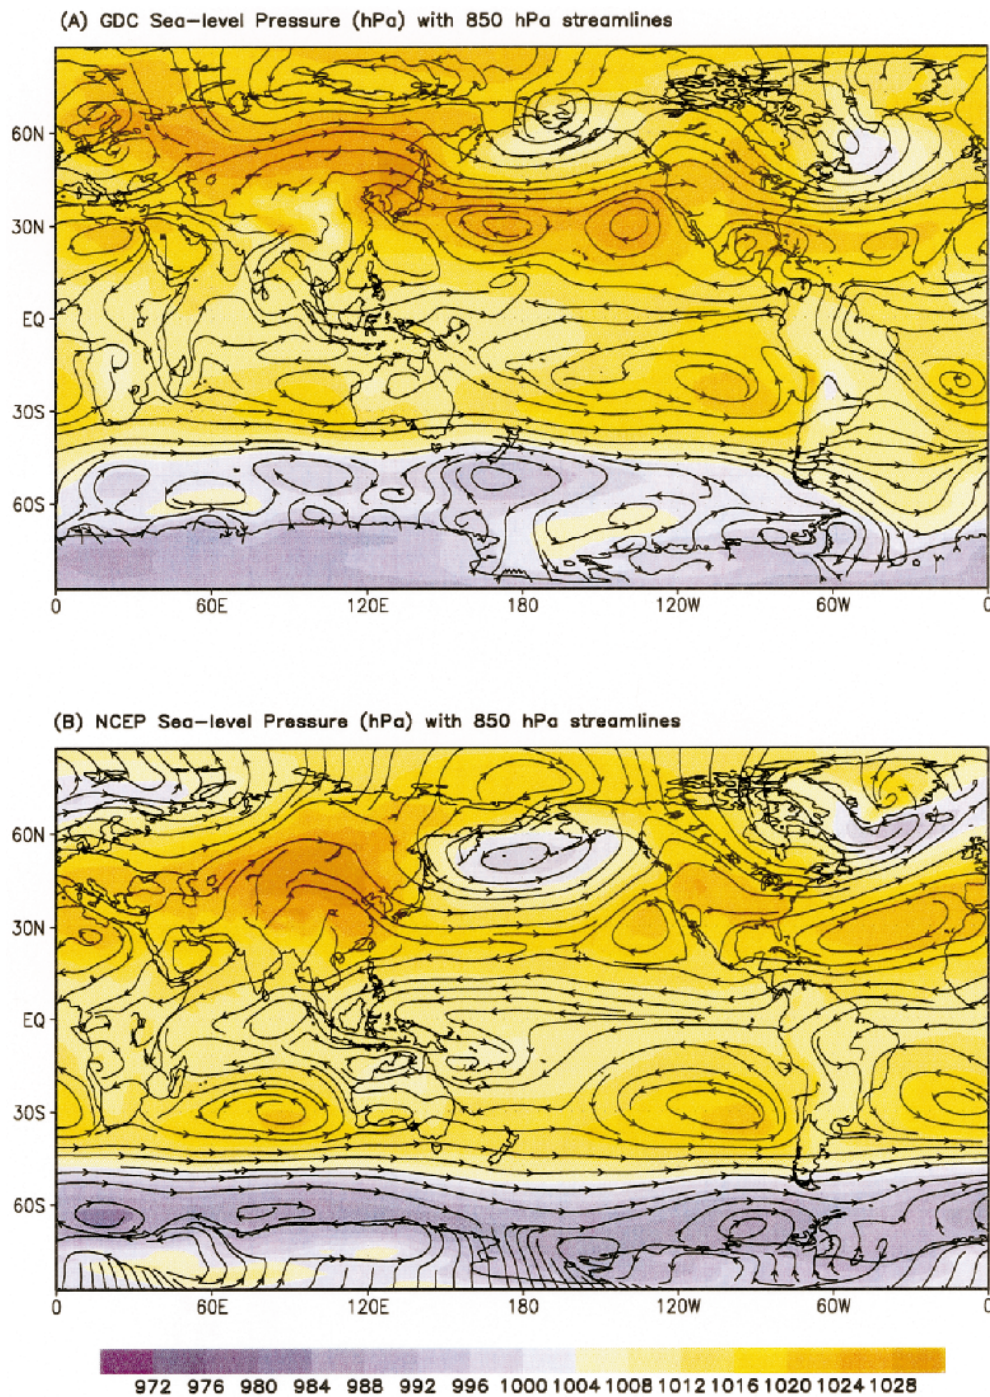 (A) GDC Sea-level Pressure (hPa) with 850 hPa streamlines
60N
30N
EQ
30S
60S
0 60E 120E 180 120W 60W 0
(B) NCEP Sea-level Pressure (hPa) with 850 hPa streamlines
60N
30N
EQ
30S
60S
0 60E 120E 180 120W 60W 0
972 976 980 984 988 992 996 1000 1004 1008 1012 1016 1020 1024 1028